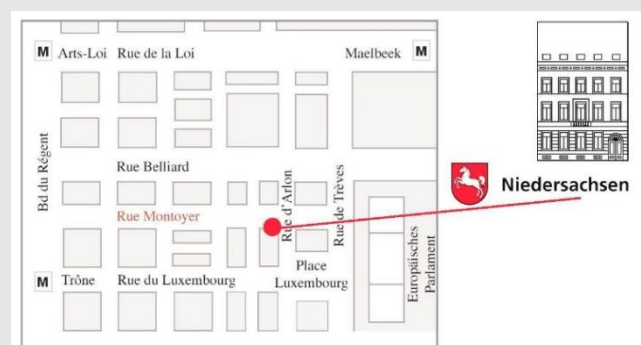 M Arts-Loi Rue de la Loi Maelbeek M
Bd du Régent
Rue Belliard
Rue Montoyer
Rue d'Arlon
Rue de Trèves
Niedersachsen
Europäisches
Parlament
M Trône Rue du Luxembourg
Place
Luxembourg